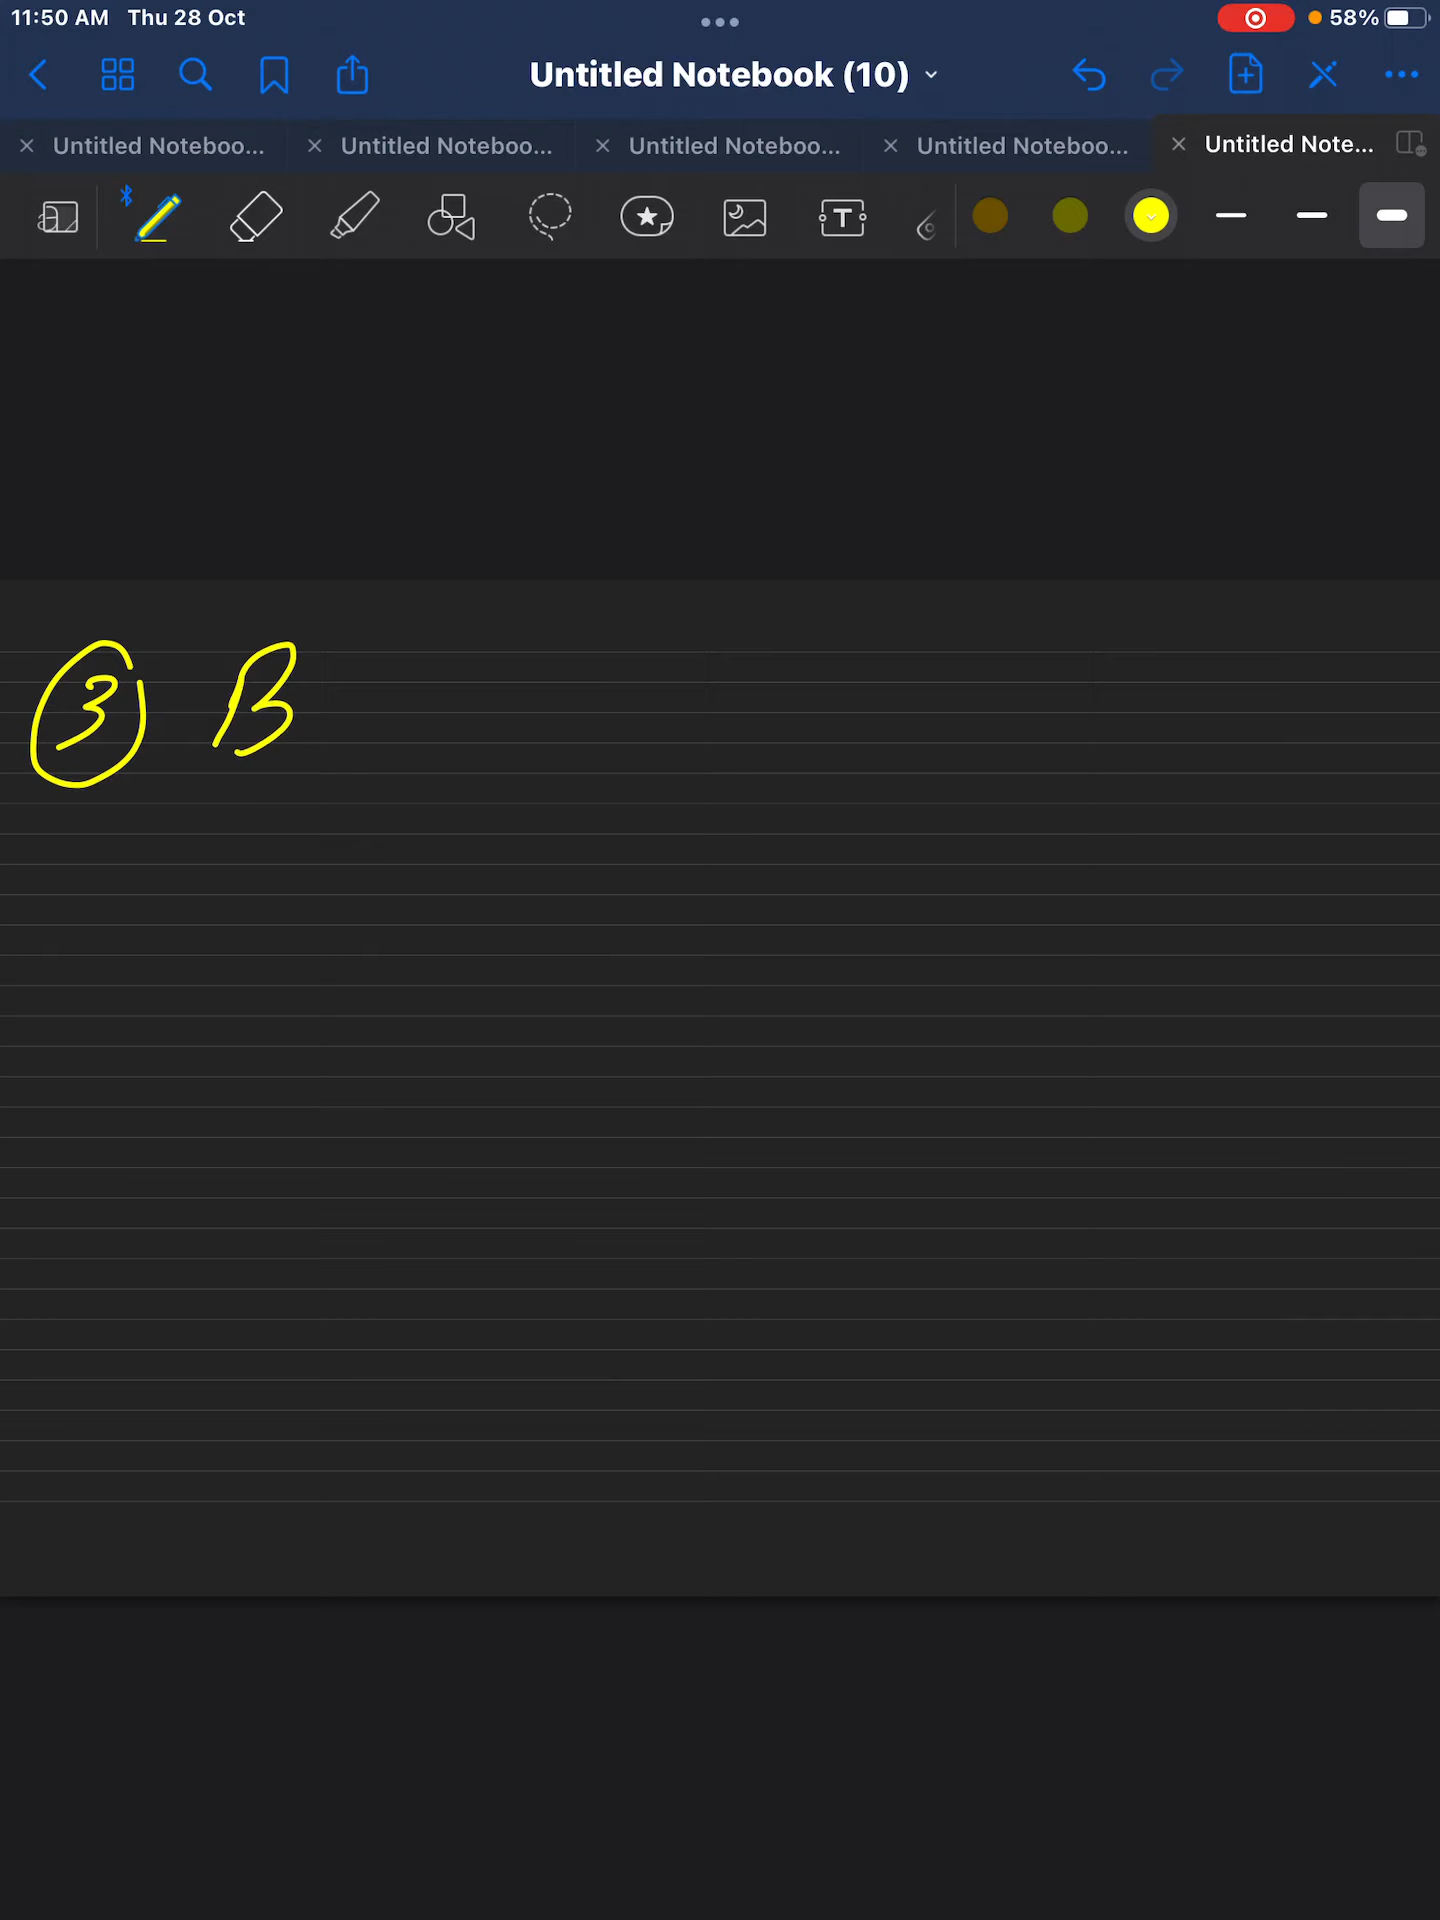 11:50 AM Thu 28 Oct 58%
Untitled Notebook (10)
Untitled Noteboo... Untitled Noteboo... Untitled Noteboo... Untitled Noteboo... Untitled Note...
T
3 B